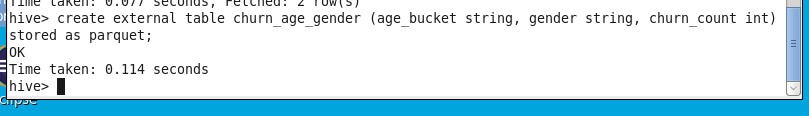 Time taken: 0.077 seconds, Fetched: 2 row(s)
hive> create external table churn_age_gender (age_bucket string, gender string, churn_count int)
stored as parquet;
OK
Time taken: 0.114 seconds
hive>